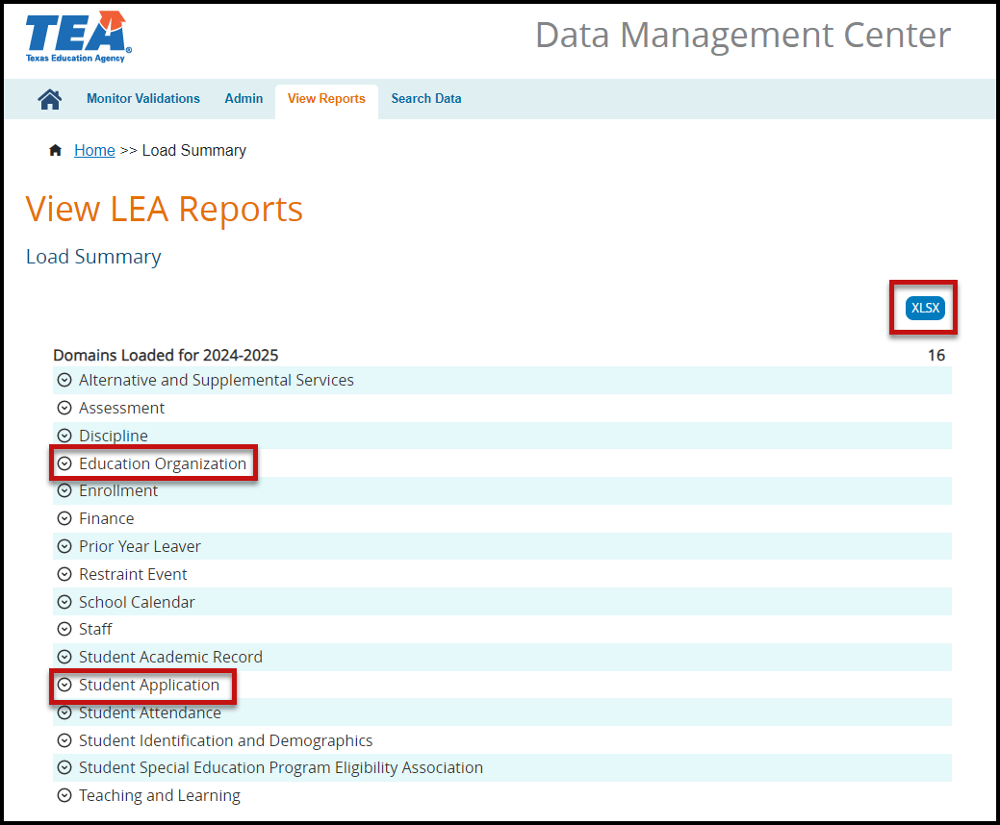 TEA®
Texas Education Agency
Data Management Center
Monitor Validations Admin View Reports Search Data
Home >> Load Summary
View LEA Reports
Load Summary
XLSX
Domains Loaded for 2024-2025 16
Alternative and Supplemental Services
Assessment
Discipline
Education Organization
Enrollment
Finance
Prior Year Leaver
Restraint Event
School Calendar
Staff
Student Academic Record
Student Application
Student Attendance
Student Identification and Demographics
Student Special Education Program Eligibility Association
Teaching and Learning